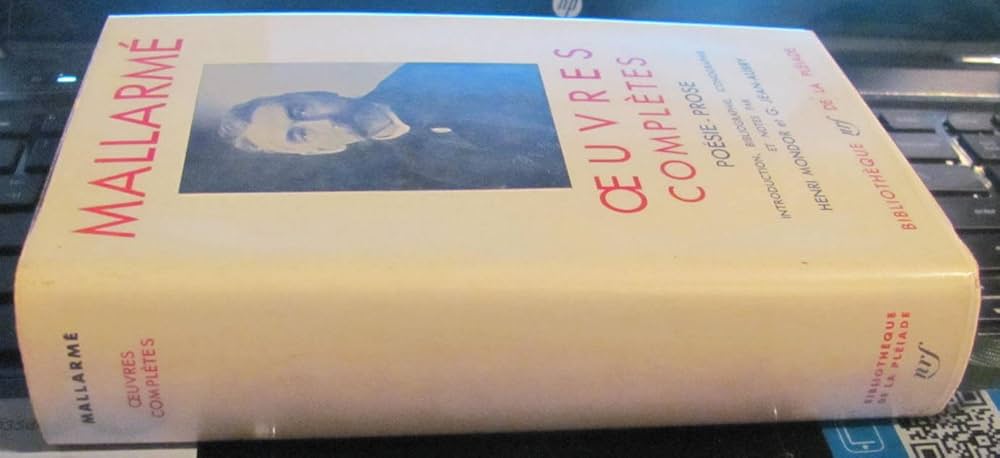 MALLARMÉ
ŒUVRES
COMPLÈTES
POÉSIE - PROSE
INTRODUCTION, BIBLIOGRAPHIE, ICONOGRAPHIE
ET NOTES PAR
HENRI MONDOR et G. JEAN-AUBRY
BIBLIOTHÈQUE nrf DE LA PLÉIADE
MALLARMÉ
ŒUVRES
COMPLÈTES
BIBLIOTHÈQUE
DE LA PLÉIADE
nrf
hp